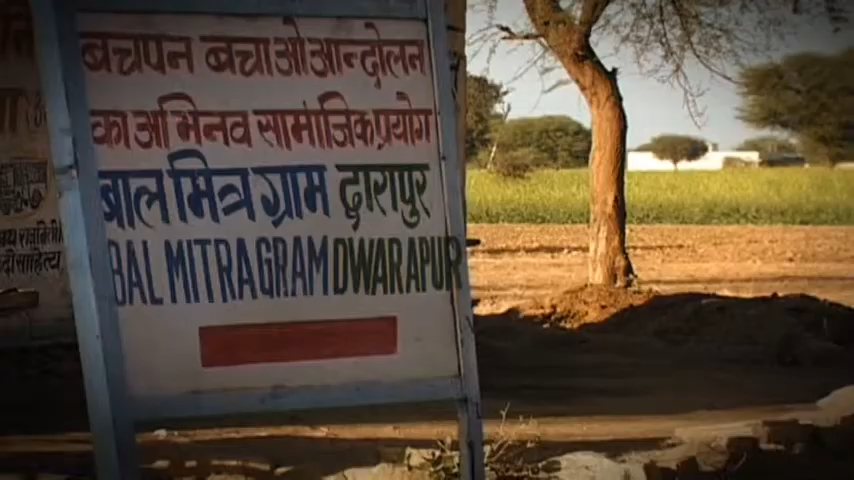 बचपन बचाओ आन्दोलन
का अभिनव सामाजिक प्रयोग
बाल मित्र ग्राम द्वारापुर
BAL MITRA GRAM DWARAPUR